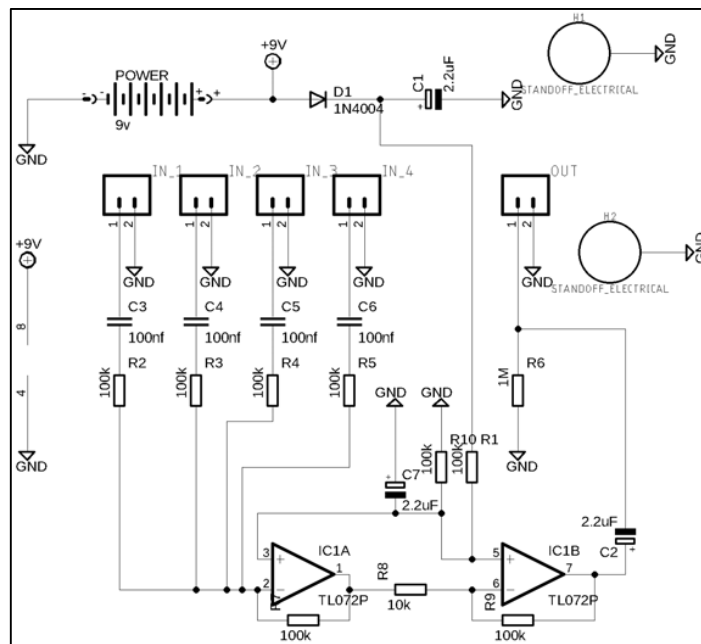 +9V
POWER
- - + +
9v
GND
D1
1N4004
C1
+
2.2uF
GND
H1
STANDOFF_ELECTRICAL
GND
IN_1
1 2
GND
IN_2
1 2
GND
IN_3
1 2
GND
IN_4
1 2
GND
OUT
1 2
GND
H2
STANDOFF_ELECTRICAL
GND
+9V
8
4
GND
C3
100nf
C4
100nf
C5
100nf
C6
100nf
R2
100k
R3
100k
R4
100k
R5
100k
R6
1M
GND
GND
GND
R10
100k
R1
100k
C7
+
2.2uF
3
+
2
-
IC1A
1
TL072P
R7
100k
R8
10k
5
+
6
-
IC1B
7
TL072P
R9
100k
2.2uF
C2
+